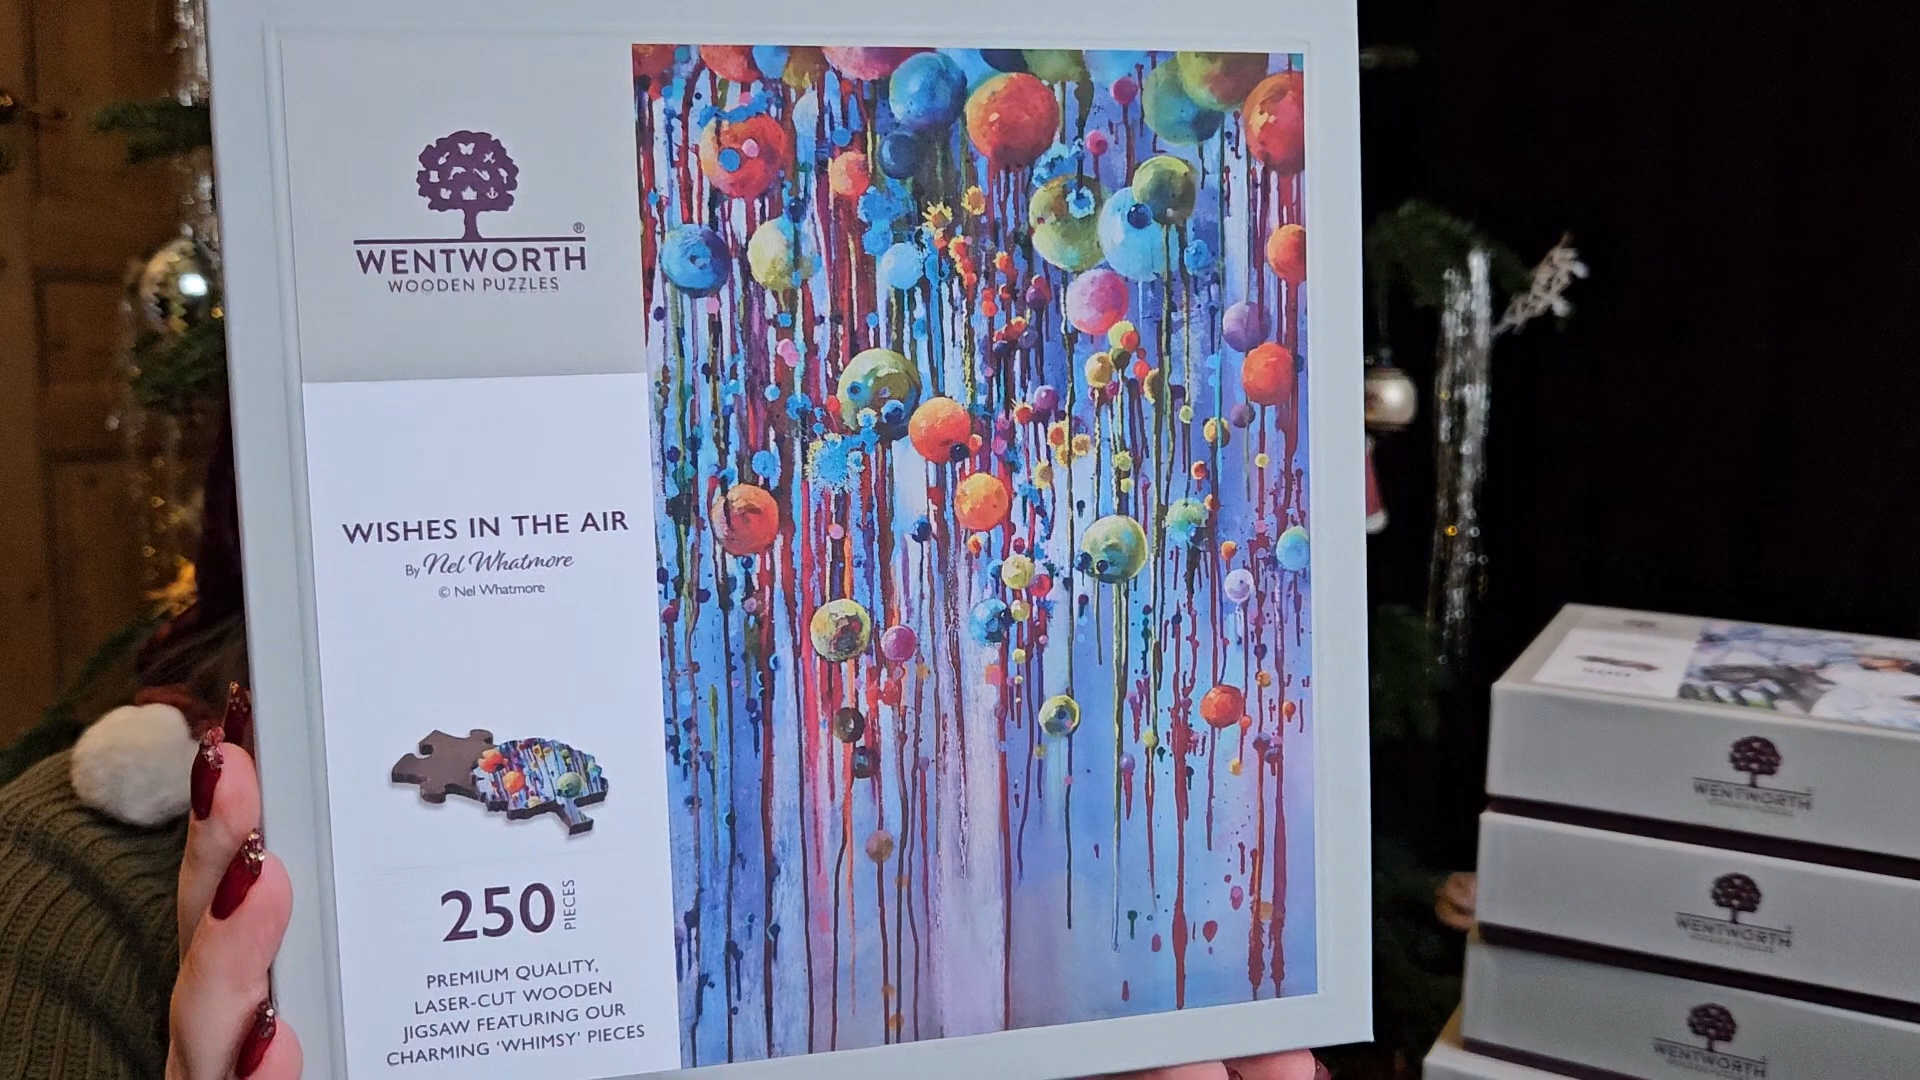 ®
WENTWORTH
WOODEN PUZZLES
WISHES IN THE AIR
By Nel Whatmore
© Nel Whatmore
250 PIECES
PREMIUM QUALITY,
LASER-CUT WOODEN
JIGSAW FEATURING OUR
CHARMING 'WHIMSY' PIECES
WENTWORTH
WENTWORTH
WENTWORTH